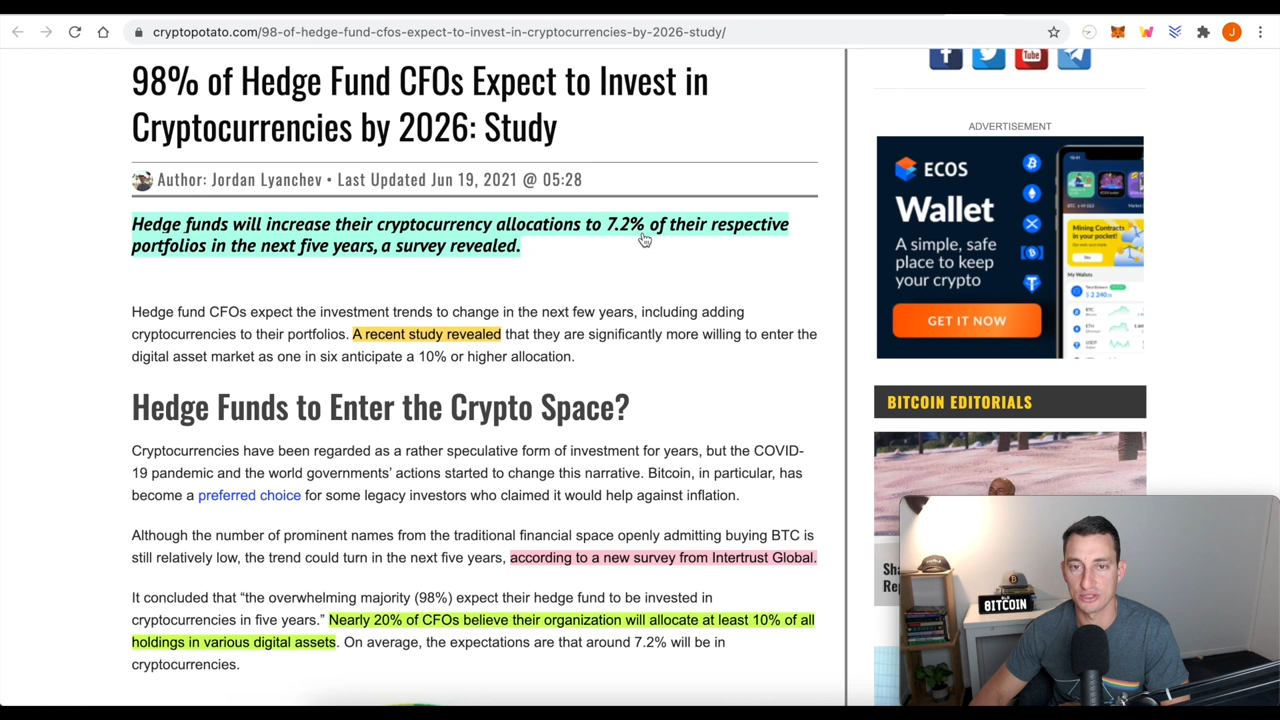 cryptopotato.com/98-of-hedge-fund-cfos-expect-to-invest-in-cryptocurrencies-by-2026-study/
J
98% of Hedge Fund CFOs Expect to Invest in
Cryptocurrencies by 2026: Study
Author: Jordan Lyanchev • Last Updated Jun 19, 2021 @ 05:28
Hedge funds will increase their cryptocurrency allocations to 7.2% of their respective
portfolios in the next five years, a survey revealed.
Hedge fund CFOs expect the investment trends to change in the next few years, including adding
cryptocurrencies to their portfolios. A recent study revealed that they are significantly more willing to enter the
digital asset market as one in six anticipate a 10% or higher allocation.
Hedge Funds to Enter the Crypto Space?
Cryptocurrencies have been regarded as a rather speculative form of investment for years, but the COVID-
19 pandemic and the world governments' actions started to change this narrative. Bitcoin, in particular, has
become a preferred choice for some legacy investors who claimed it would help against inflation.
Although the number of prominent names from the traditional financial space openly admitting buying BTC is
still relatively low, the trend could turn in the next five years, according to a new survey from Intertrust Global.
It concluded that “the overwhelming majority (98%) expect their hedge fund to be invested in
cryptocurrencies in five years.” Nearly 20% of CFOs believe their organization will allocate at least 10% of all
holdings in various digital assets. On average, the expectations are that around 7.2% will be in
cryptocurrencies.
You
Tube
ADVERTISEMENT
ECOS
Wallet
A simple, safe
place to keep
your crypto
GET IT NOW
Mining Contracts
in your pocket!
My Wallets
BITCOIN EDITORIALS
Sha
Rep
BITCOIN